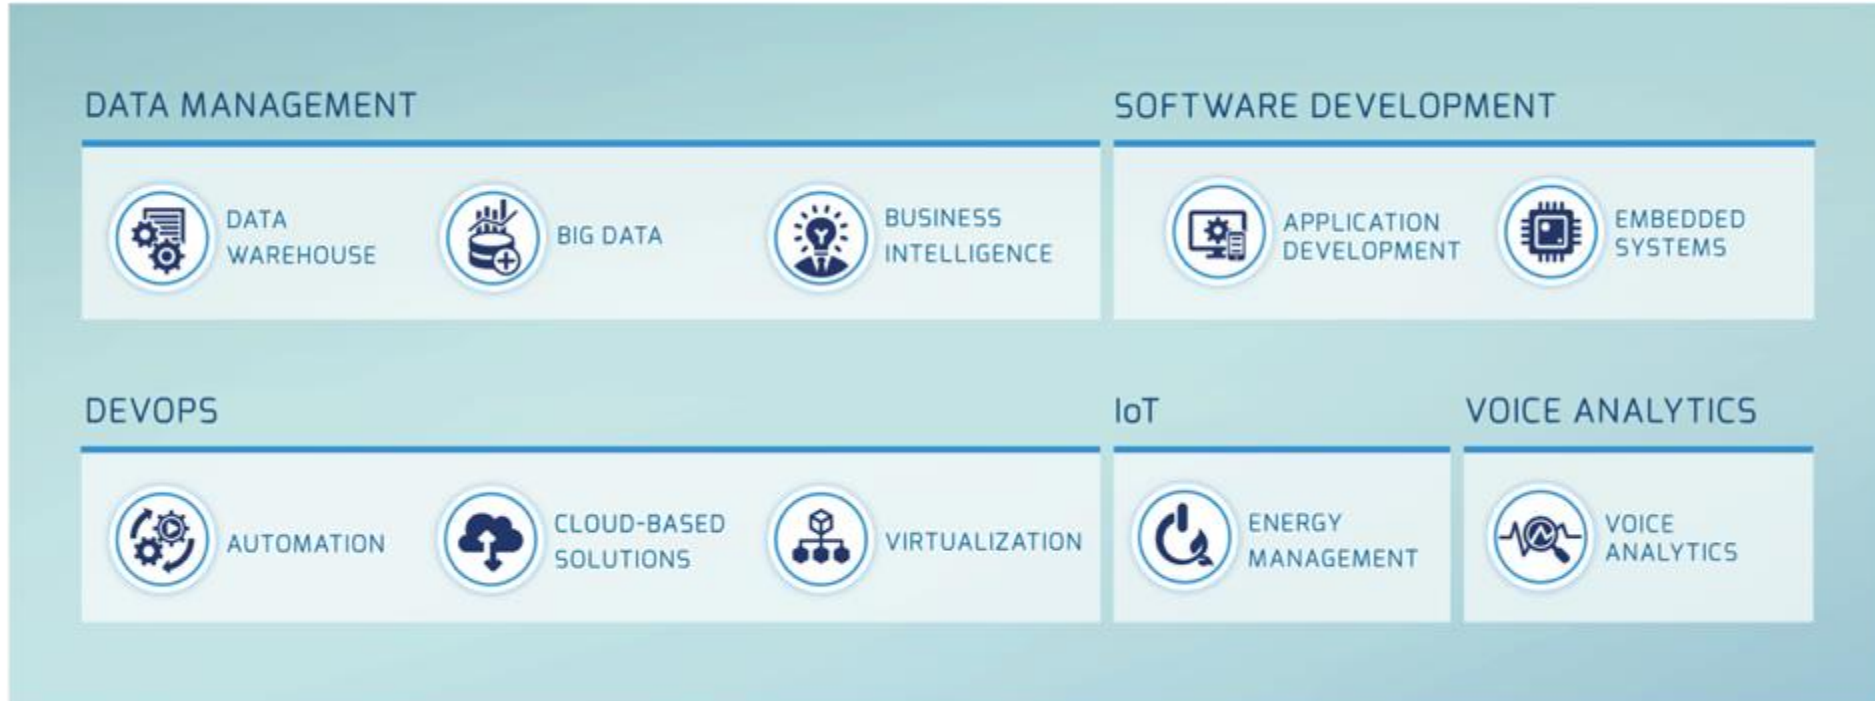 DATA MANAGEMENT
DATA
WAREHOUSE
BIG DATA
BUSINESS
INTELLIGENCE
SOFTWARE DEVELOPMENT
APPLICATION
DEVELOPMENT
EMBEDDED
SYSTEMS
DEVOPS
AUTOMATION
CLOUD-BASED
SOLUTIONS
VIRTUALIZATION
IoT
ENERGY
MANAGEMENT
VOICE ANALYTICS
VOICE
ANALYTICS